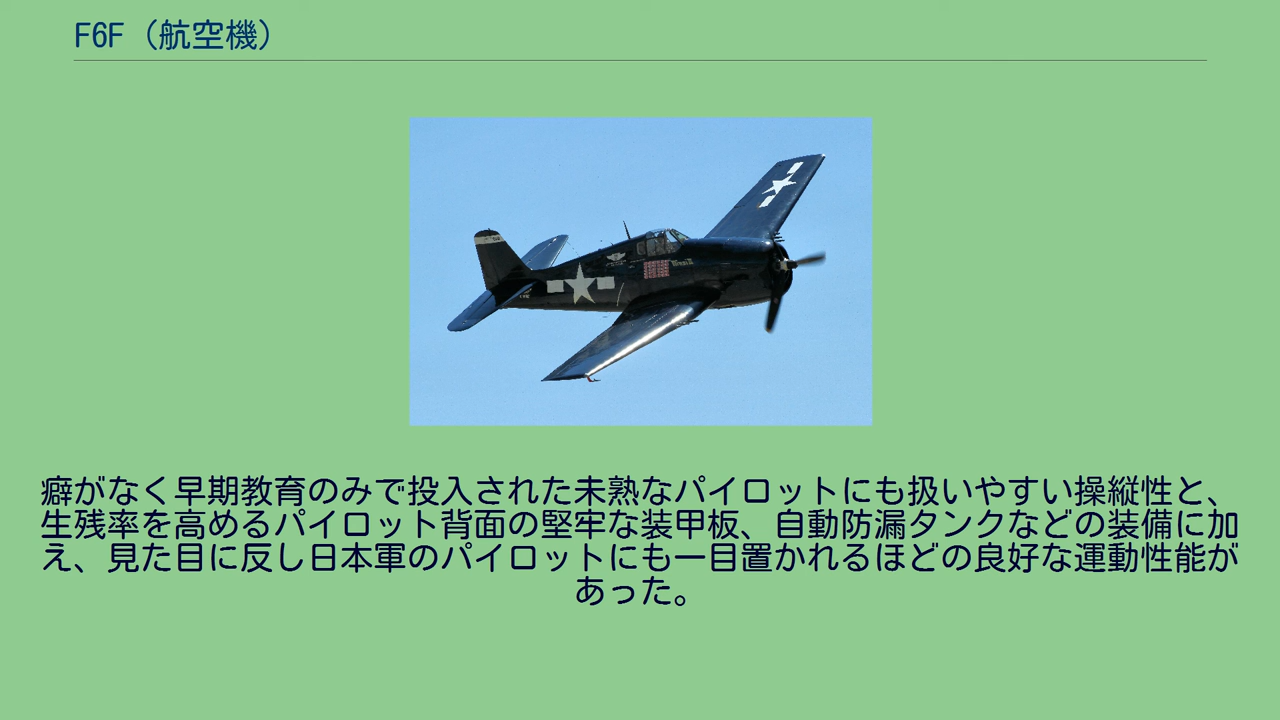 F6F（航空機）
癖がなく早期教育のみで投入された未熟なパイロットにも扱いやすい操縦性と、
生残率を高めるパイロット背面の堅牢な装甲板、自動防漏タンクなどの装備に加
え、見た目に反し日本軍のパイロットにも一目置かれるほどの良好な運動性能が
あった。